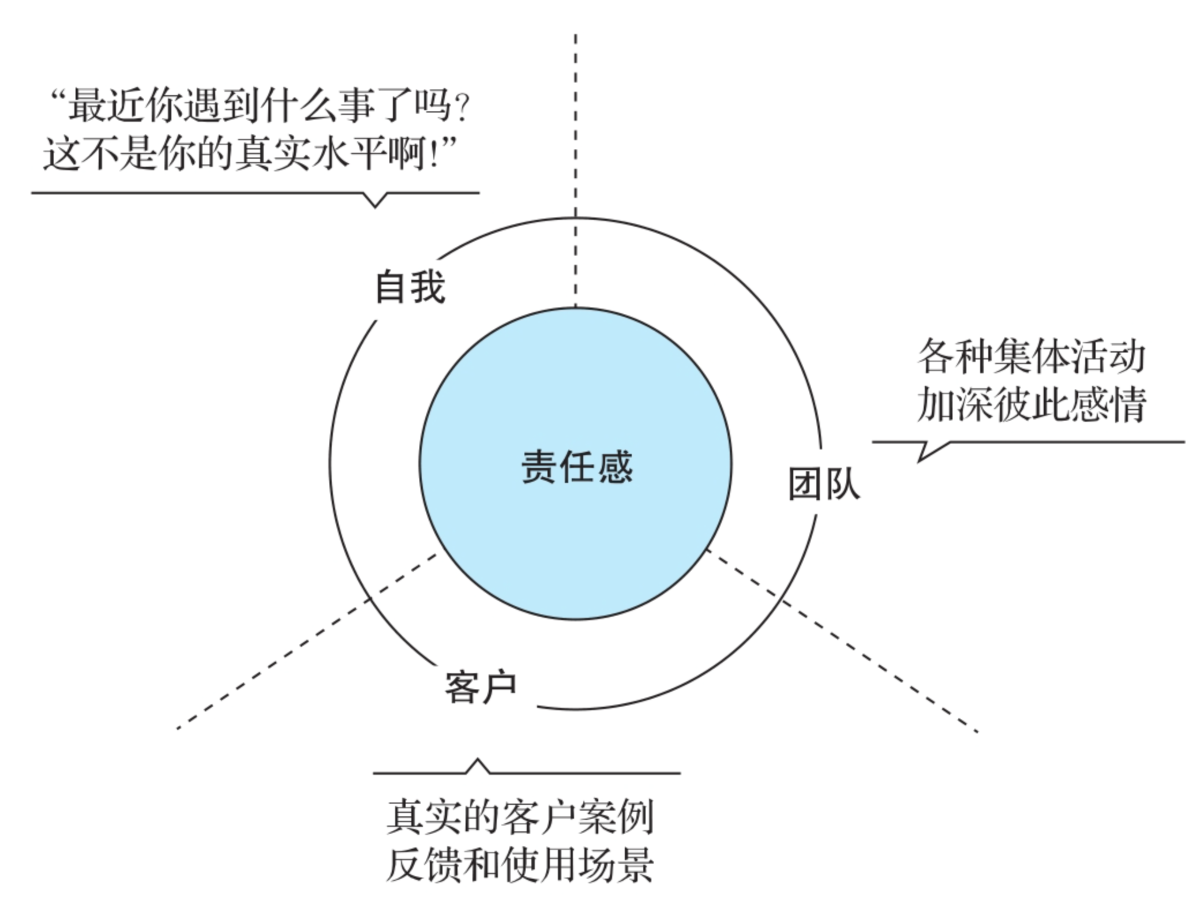 “最近你遇到什么事了吗?
这不是你的真实水平啊!”
自我
各种集体活动
加深彼此感情
责任感
团队
客户
真实的客户案例
反馈和使用场景